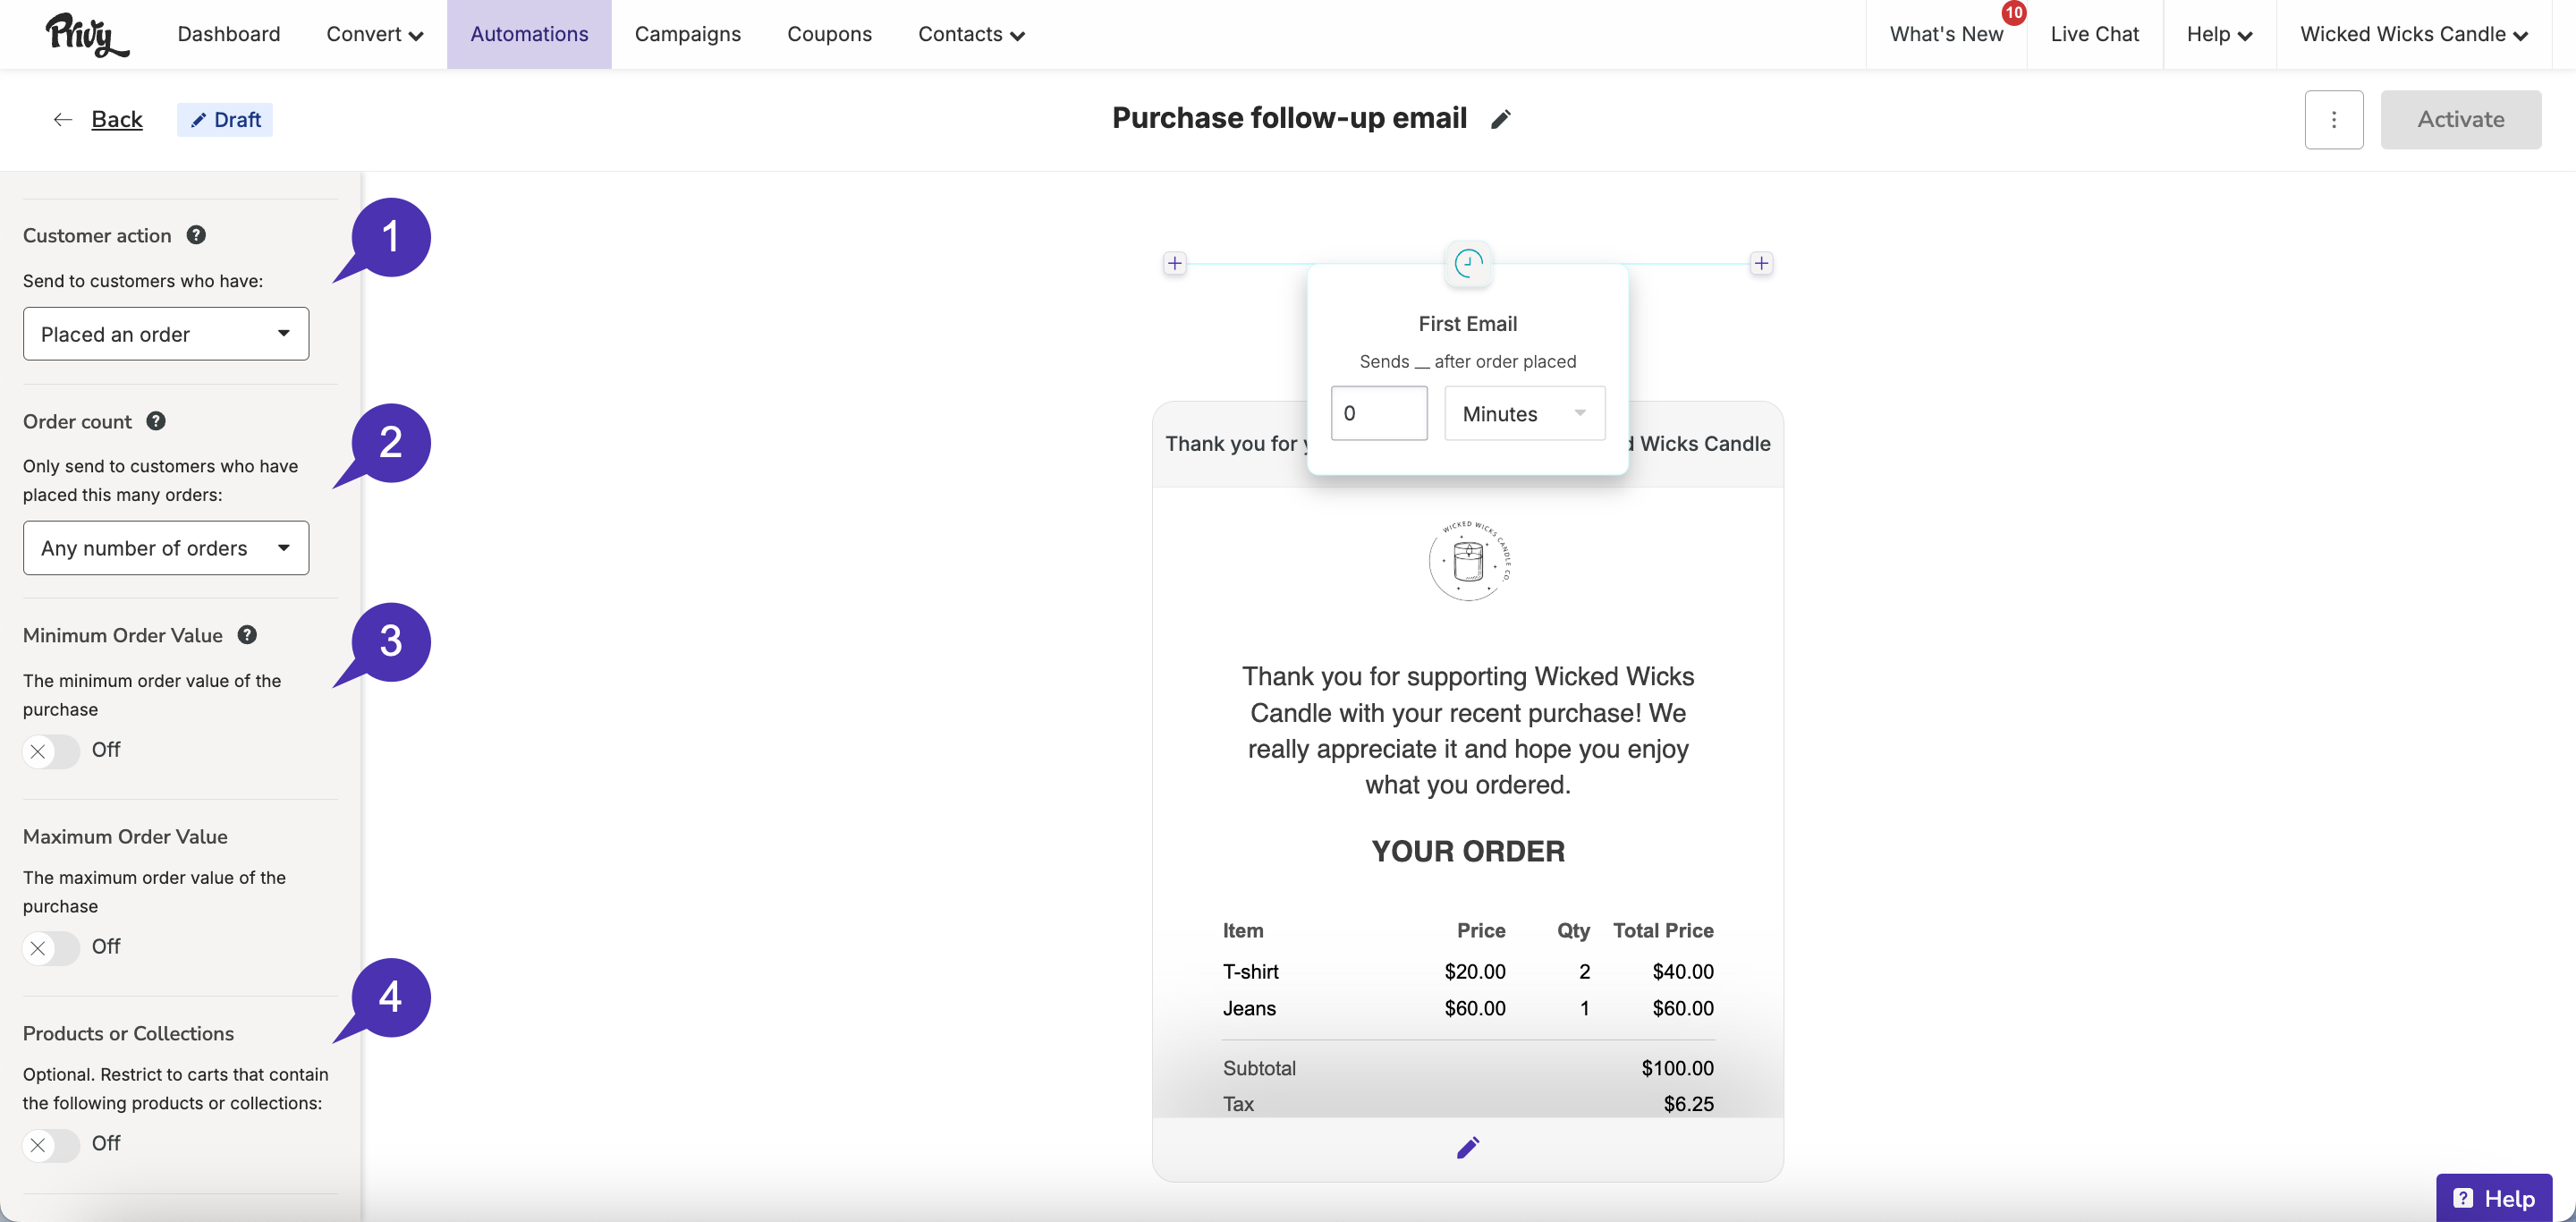 Privy
Dashboard
Convert
Automations
Campaigns
Coupons
Contacts
What's New
10
Live Chat
Help
Wicked Wicks Candle
Back
Draft
Purchase follow-up email
Activate
Customer action
1
Send to customers who have:
Placed an order
Order count
2
Only send to customers who have
placed this many orders:
Any number of orders
Minimum Order Value
3
The minimum order value of the
purchase
Off
Maximum Order Value
The maximum order value of the
purchase
Off
4
Products or Collections
Optional. Restrict to carts that contain
the following products or collections:
Off
First Email
Sends __ after order placed
0
Minutes
Thank you for
Wicks Candle
WICKED WICKS CANDLE CO.
Thank you for supporting Wicked Wicks
Candle with your recent purchase! We
really appreciate it and hope you enjoy
what you ordered.
YOUR ORDER
Item Price Qty Total Price
T-shirt $20.00 2 $40.00
Jeans $60.00 1 $60.00
Subtotal $100.00
Tax $6.25
Help